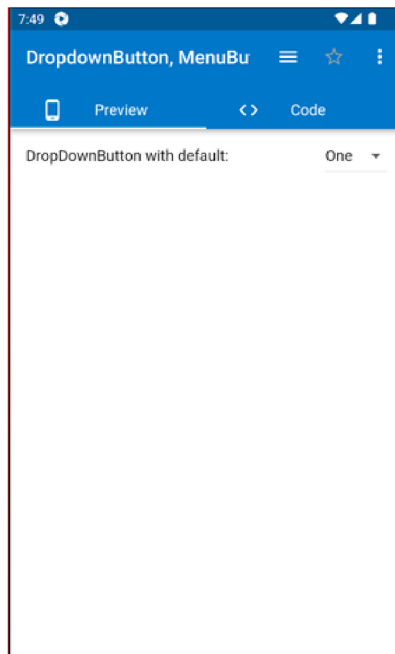 7:49
DropdownButton, MenuBu
Preview
Code
DropDownButton with default:
One